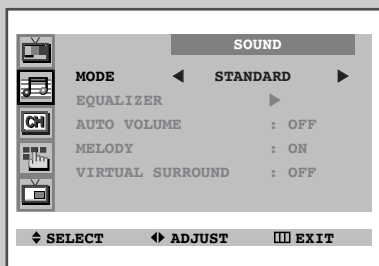 SOUND
MODE ◀ STANDARD ▶
EQUALIZER ▶
AUTO VOLUME : OFF
CH
MELODY : ON
VIRTUAL SURROUND : OFF
SELECT ADJUST EXIT